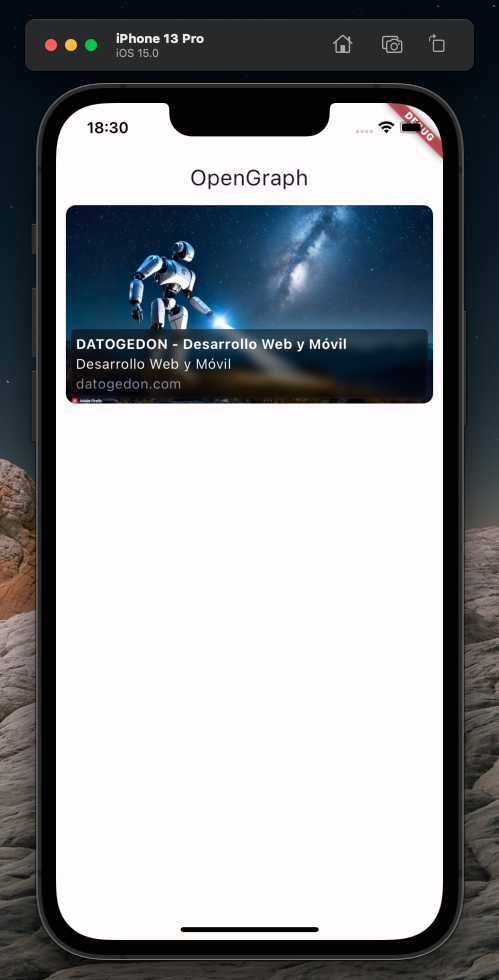 iPhone 13 Pro
iOS 15.0
18:30
DEBUG
OpenGraph
DATOGEDON - Desarrollo Web y Móvil
Desarrollo Web y Móvil
datogedon.com
Adobe Firefly